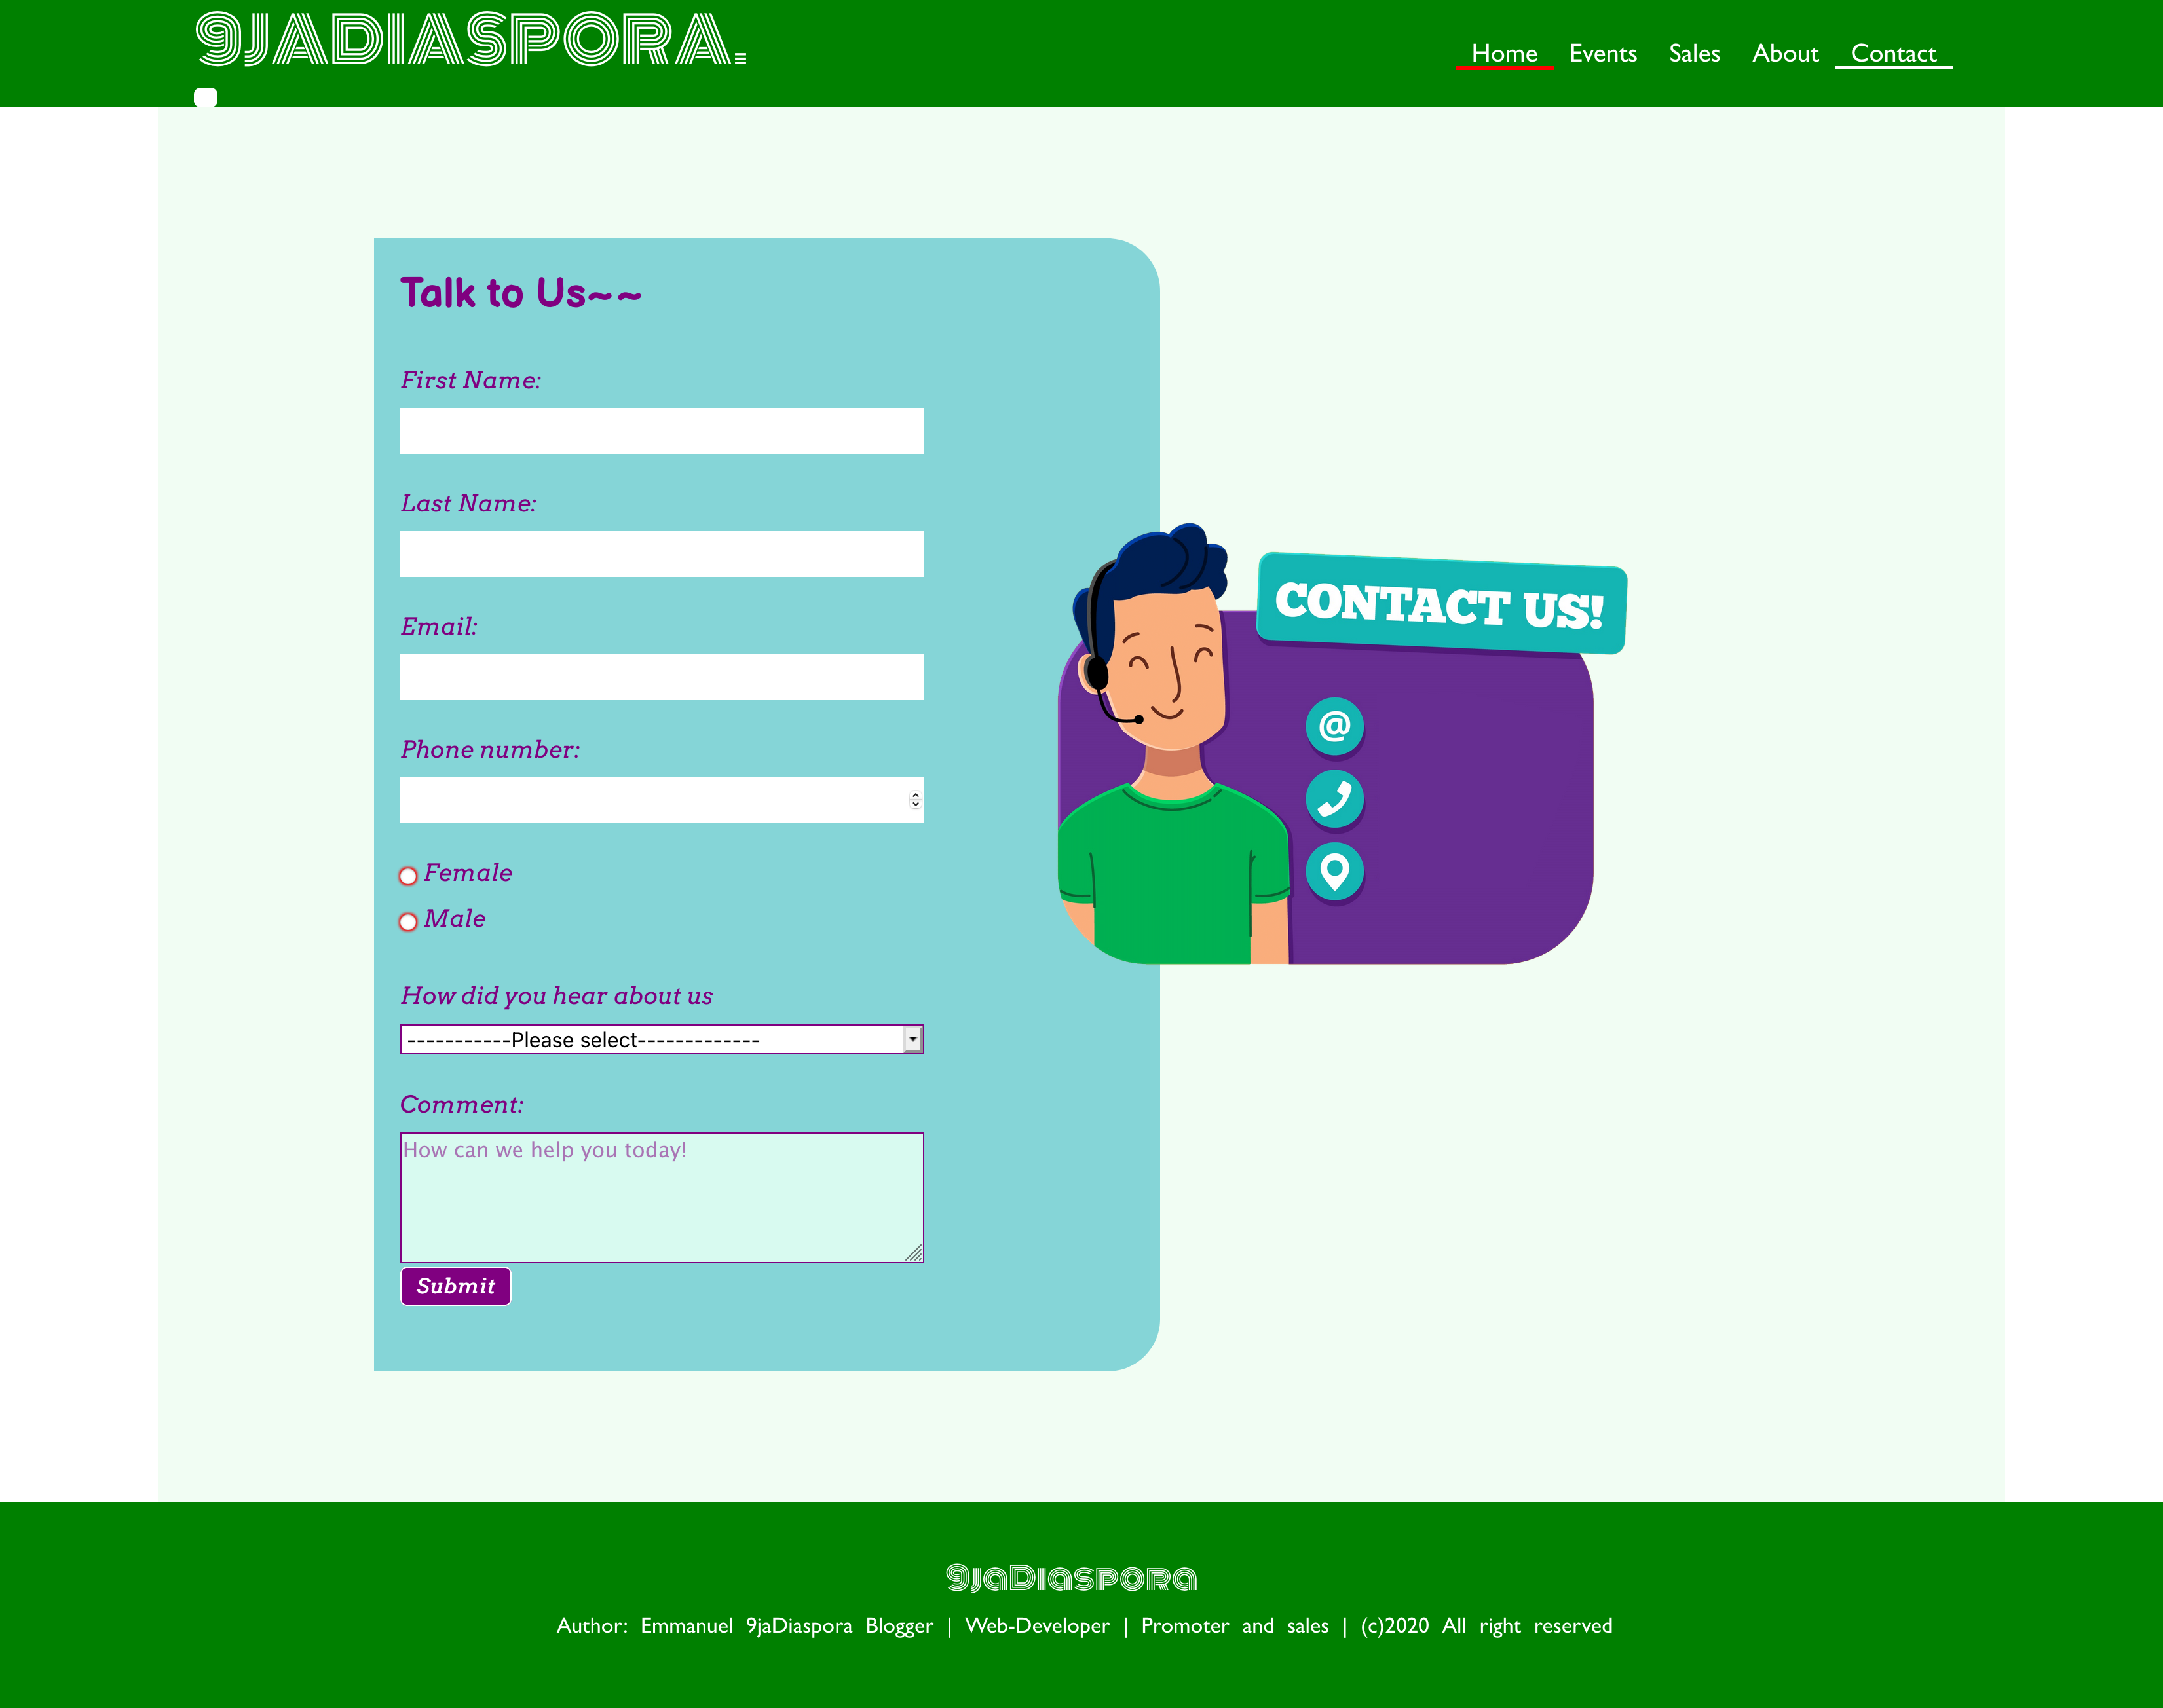 9JADIASPORA.
Home Events Sales About Contact
Talk to Us~~
First Name:
Last Name:
Email:
Phone number:
Female
Male
How did you hear about us
-----------Please select-------------
Comment:
How can we help you today!
Submit
CONTACT US!
@
9jaDiaspora
Author: Emmanuel 9jaDiaspora Blogger | Web-Developer | Promoter and sales | (c)2020 All right reserved